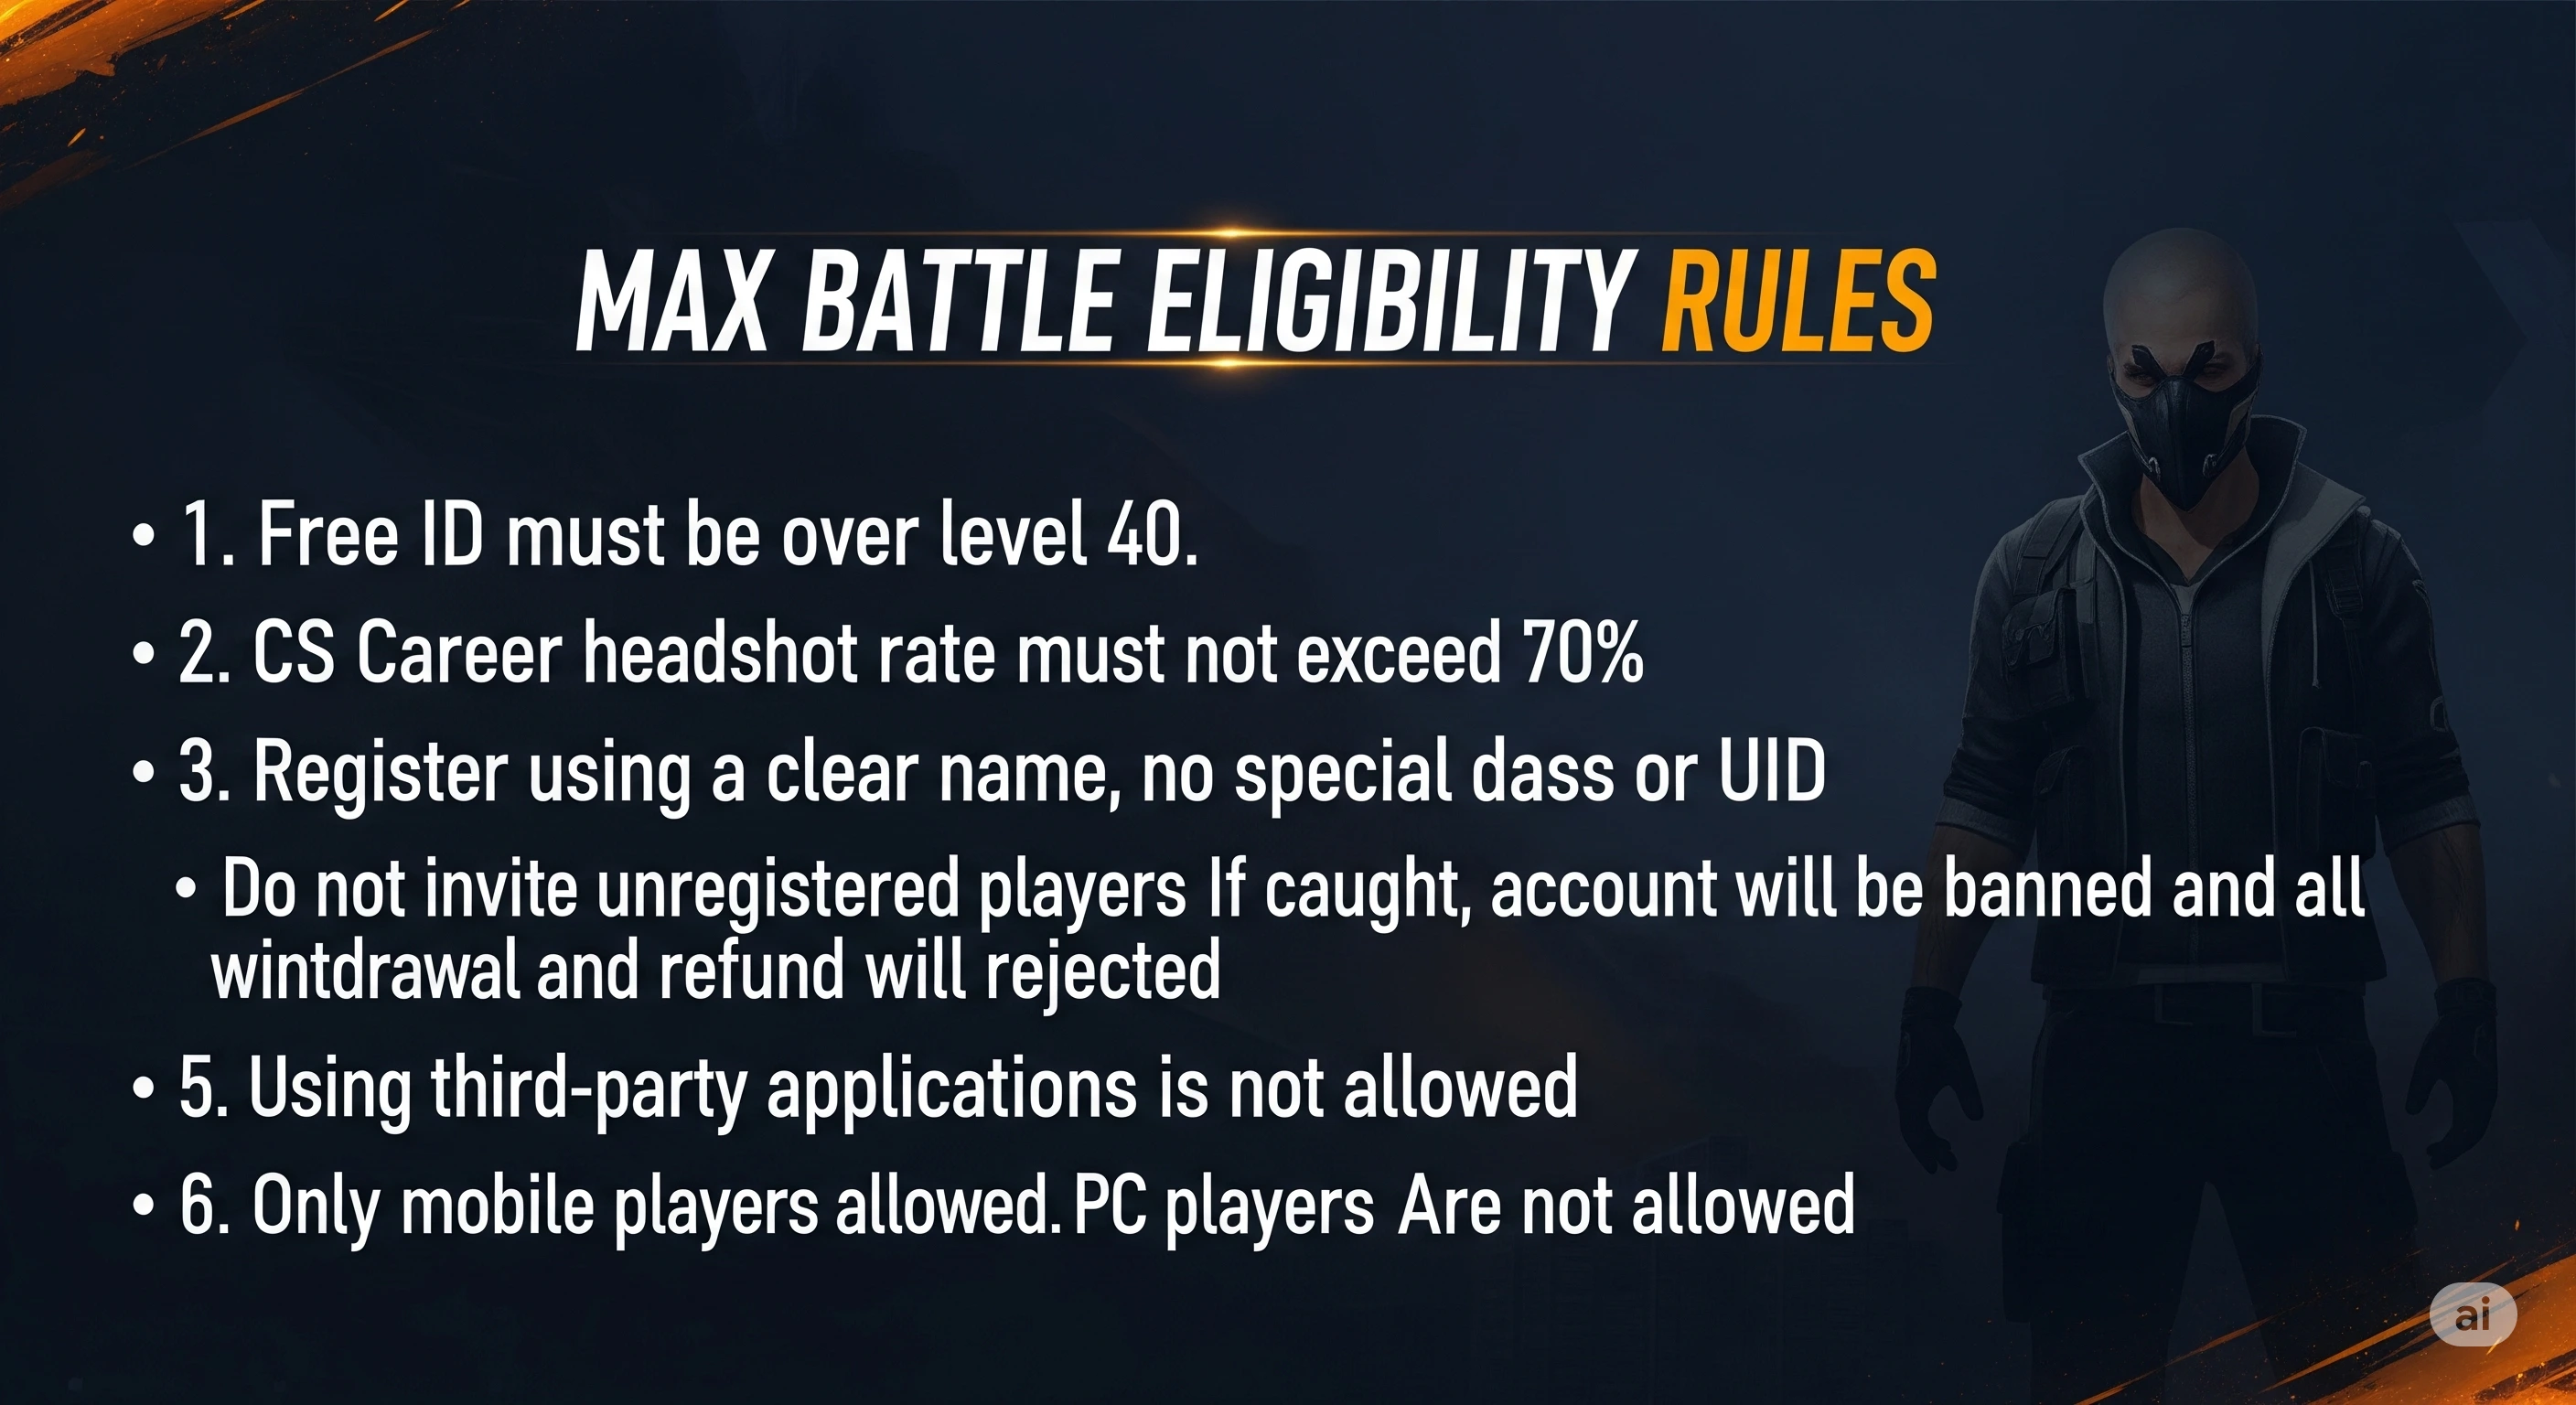 MAX BATTLE ELIGIBILITY RULES
• 1. Free ID must be over level 40.
• 2. CS Career headshot rate must not exceed 70%
• 3. Register using a clear name, no special dass or UID
• Do not invite unregistered players If caught, account will be banned and all
wintdrawal and refund will rejected
• 5. Using third-party applications is not allowed
• 6. Only mobile players allowed. PC players Are not allowed
ai